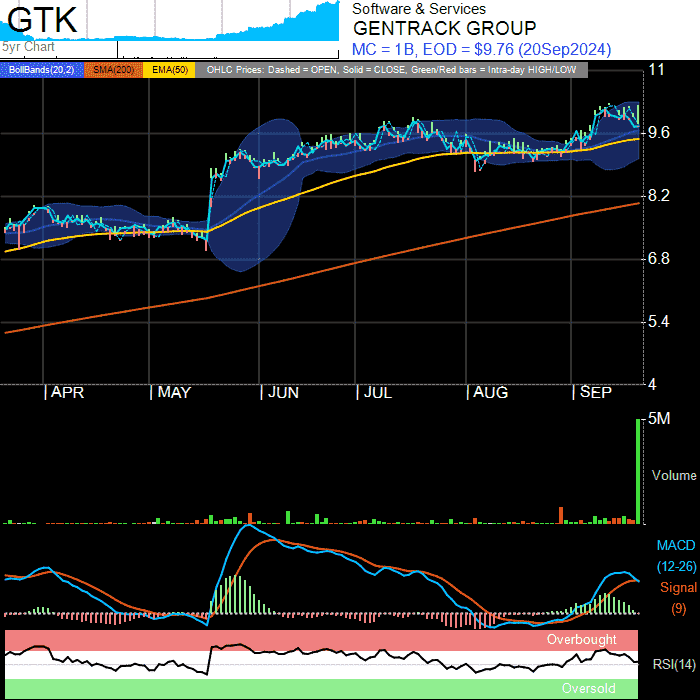 GTK
5yr Chart
Software & Services
GENTRACK GROUP
MC = 1B, EOD = $9.76 (20Sep2024)
BollBands(20,2) SMA(200) EMA(50) OHLC Prices: Dashed = OPEN, Solid = CLOSE, Green/Red bars = Intra-day HIGH/LOW
11
9.6
8.2
6.8
5.4
4
APR MAY JUN JUL AUG SEP
5M
Volume
MACD
(12-26)
Signal
(9)
Overbought
RSI(14)
Oversold